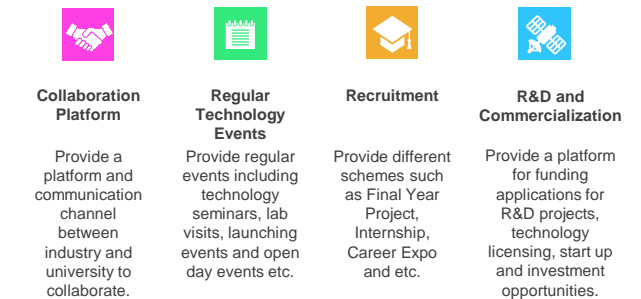 Collaboration
Platform
Provide a
platform and
communication
channel
between
industry and
university to
collaborate.
Regular
Technology
Events
Provide regular
events including
technology
seminars, lab
visits, launching
events and open
day events etc.
Recruitment
Provide different
schemes such
as Final Year
Project,
Internship,
Career Expo
and etc.
R&D and
Commercialization
Provide a platform
for funding
applications for
R&D projects,
technology
licensing, start up
and investment
opportunities.